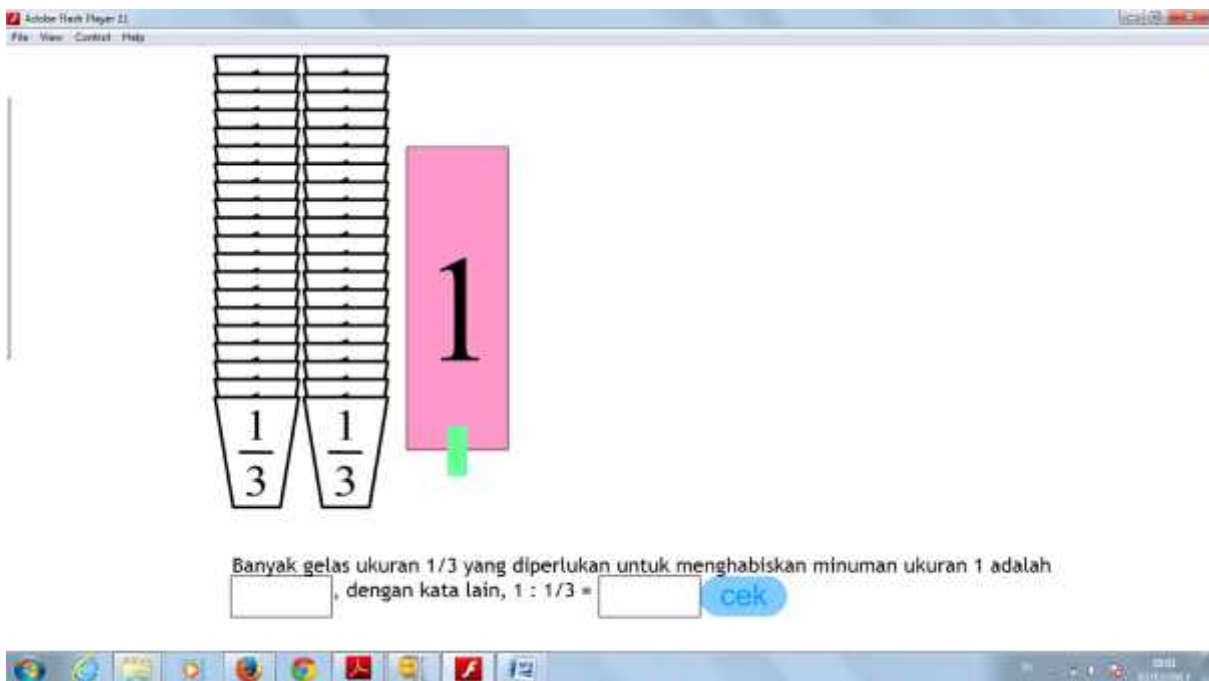 Adobe Flash Player 11
File View Control Help
1
1/3 1/3
Banyak gelas ukuran 1/3 yang diperlukan untuk menghabiskan minuman ukuran 1 adalah
, dengan kata lain, 1 : 1/3 = cek